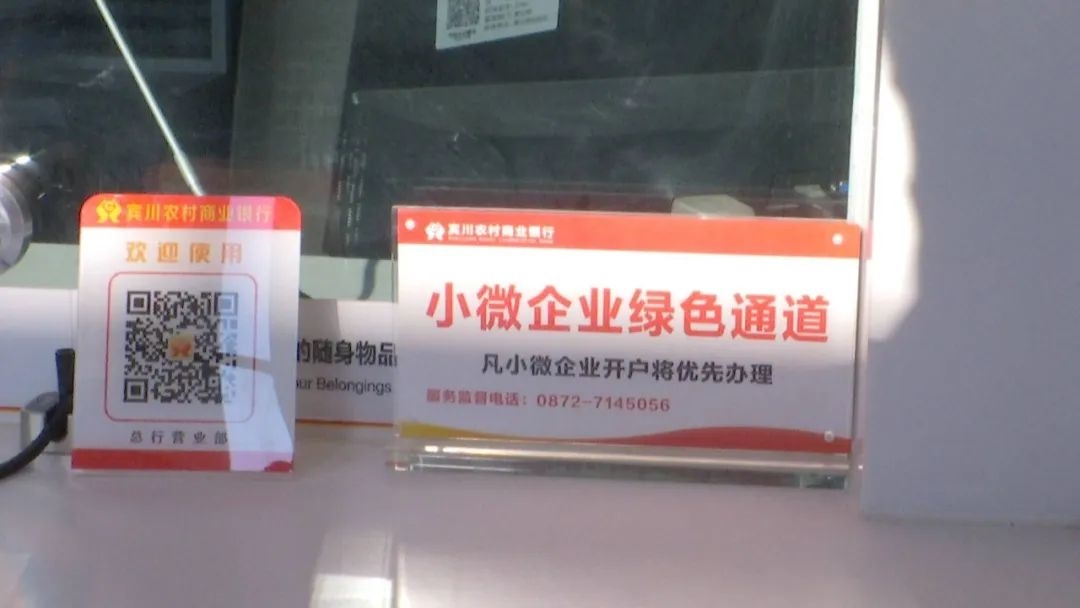 宾川农村商业银行
欢迎使用
总行营业部
的随身物品
our Belongings
宾川农村商业银行
小微企业绿色通道
凡小微企业开户将优先办理
服务监督电话：0872-7145056